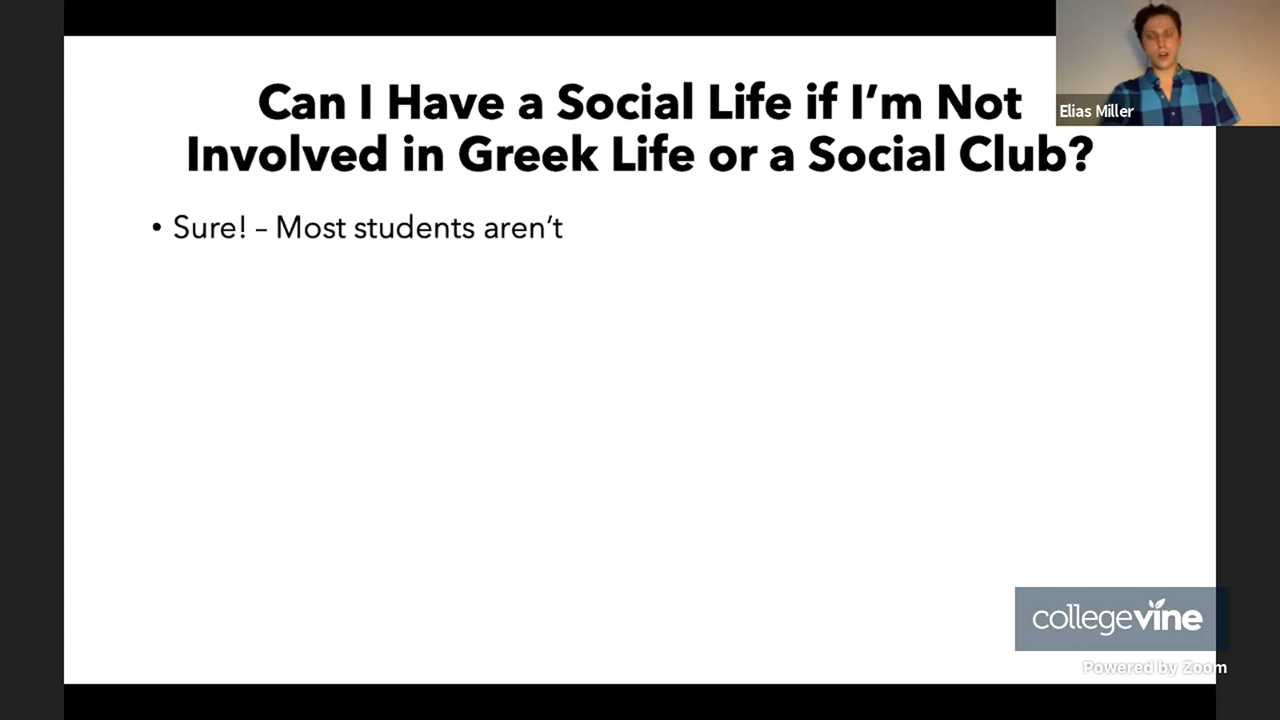 Can I Have a Social Life if I’m Not
Involved in Greek Life or a Social Club?
Elias Miller
• Sure! – Most students aren’t
collegevine
Powered by Zoom